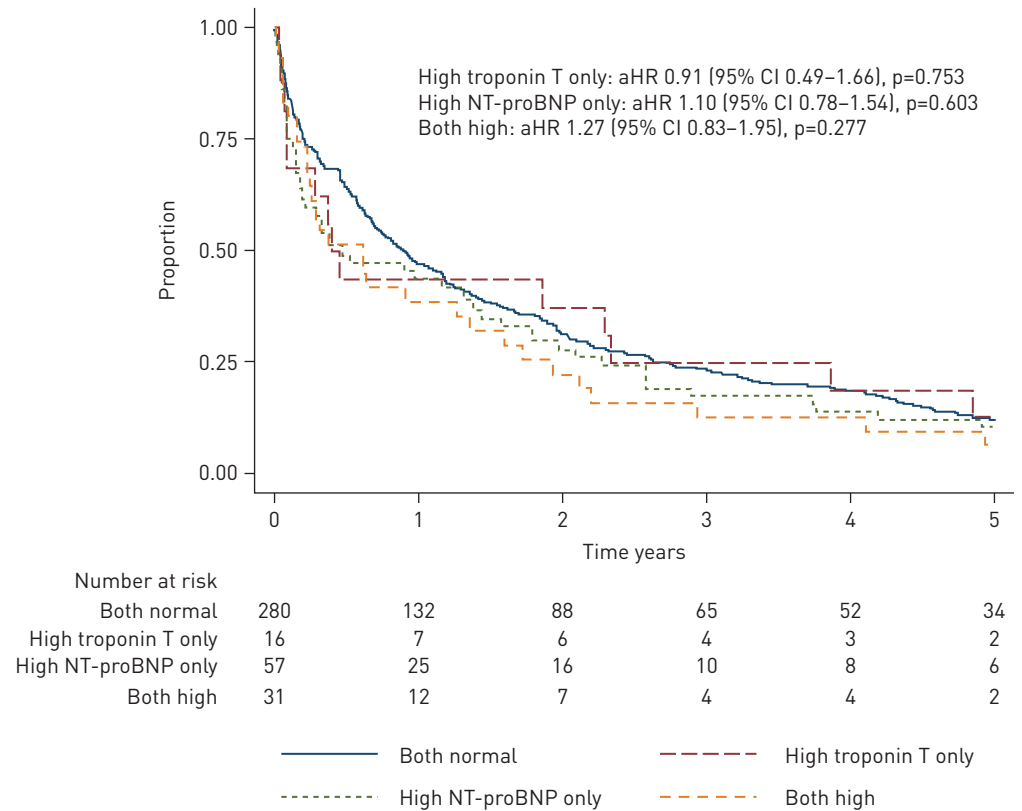 1.00
0.75
0.50
0.25
0.00
Proportion
High troponin T only: aHR 0.91 (95% CI 0.49–1.66), p=0.753
High NT-proBNP only: aHR 1.10 (95% CI 0.78–1.54), p=0.603
Both high: aHR 1.27 (95% CI 0.83–1.95), p=0.277
0 1 2 3 4 5
Time years
Number at risk
Both normal 280 132 88 65 52 34
High troponin T only 16 7 6 4 3 2
High NT-proBNP only 57 25 16 10 8 6
Both high 31 12 7 4 4 2
Both normal High troponin T only
High NT-proBNP only Both high